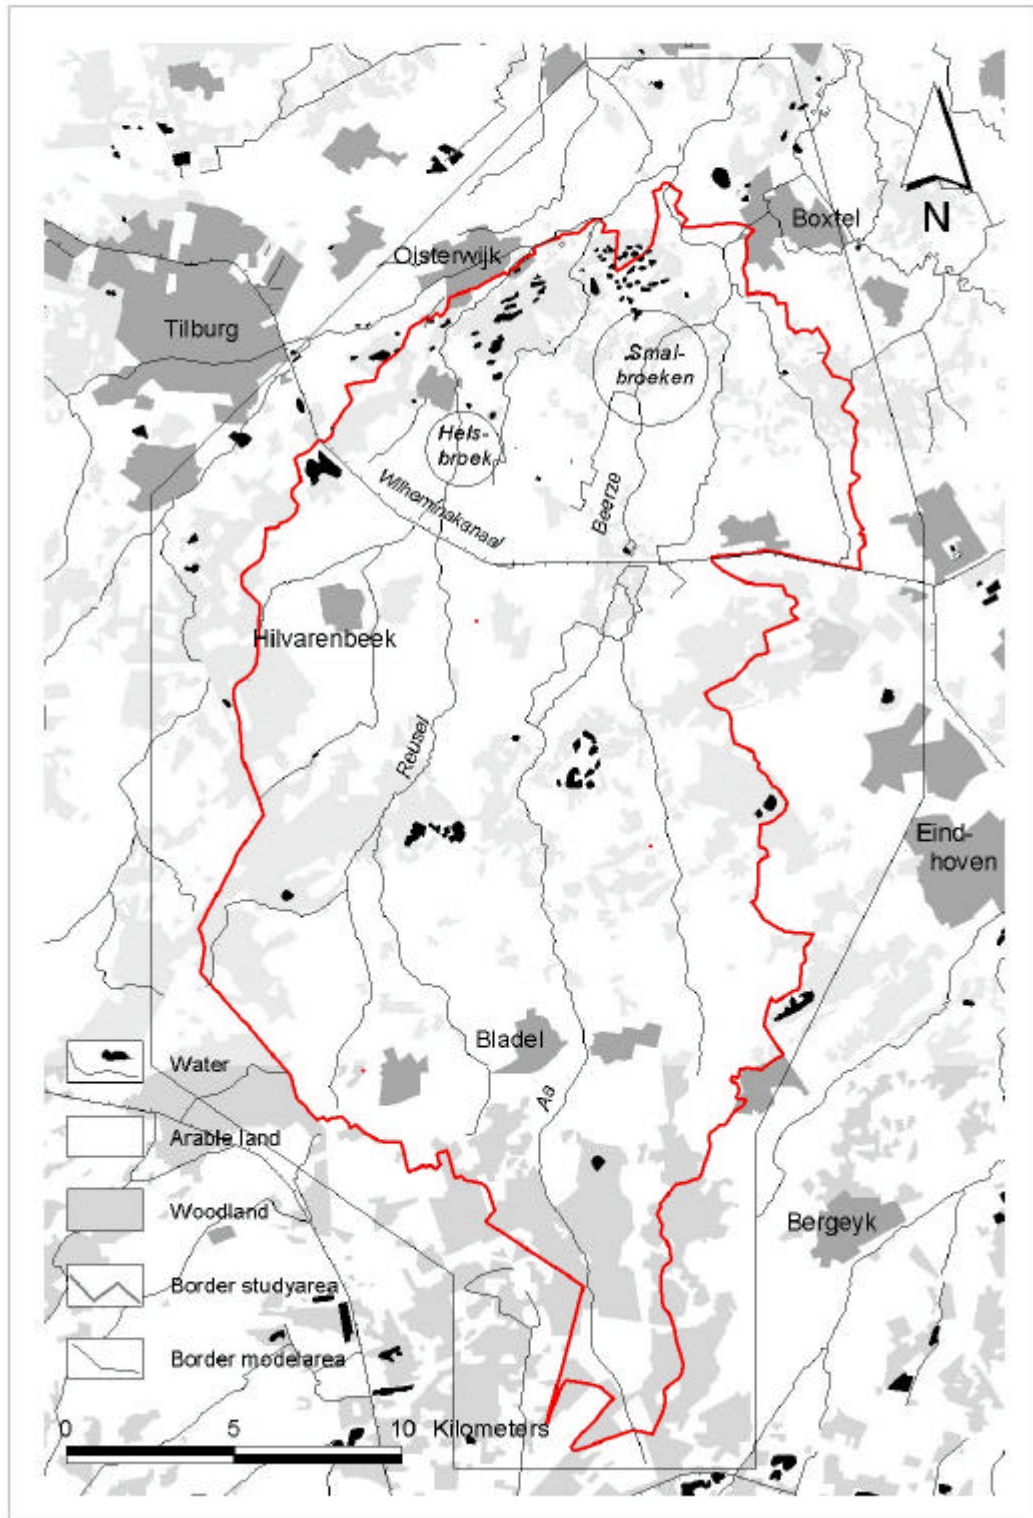 N
Boxtel
Oisterwijk
Tilburg
Smal-
broeken
Hels-
broek
Wilheminakanaal
Beerze
Hilvarenbeek
Reusel
Eind-
hoven
Bladel
Aa
Bergeyk
Water
Arable land
Woodland
Border studyarea
Border modelarea
0 5 10 Kilometers